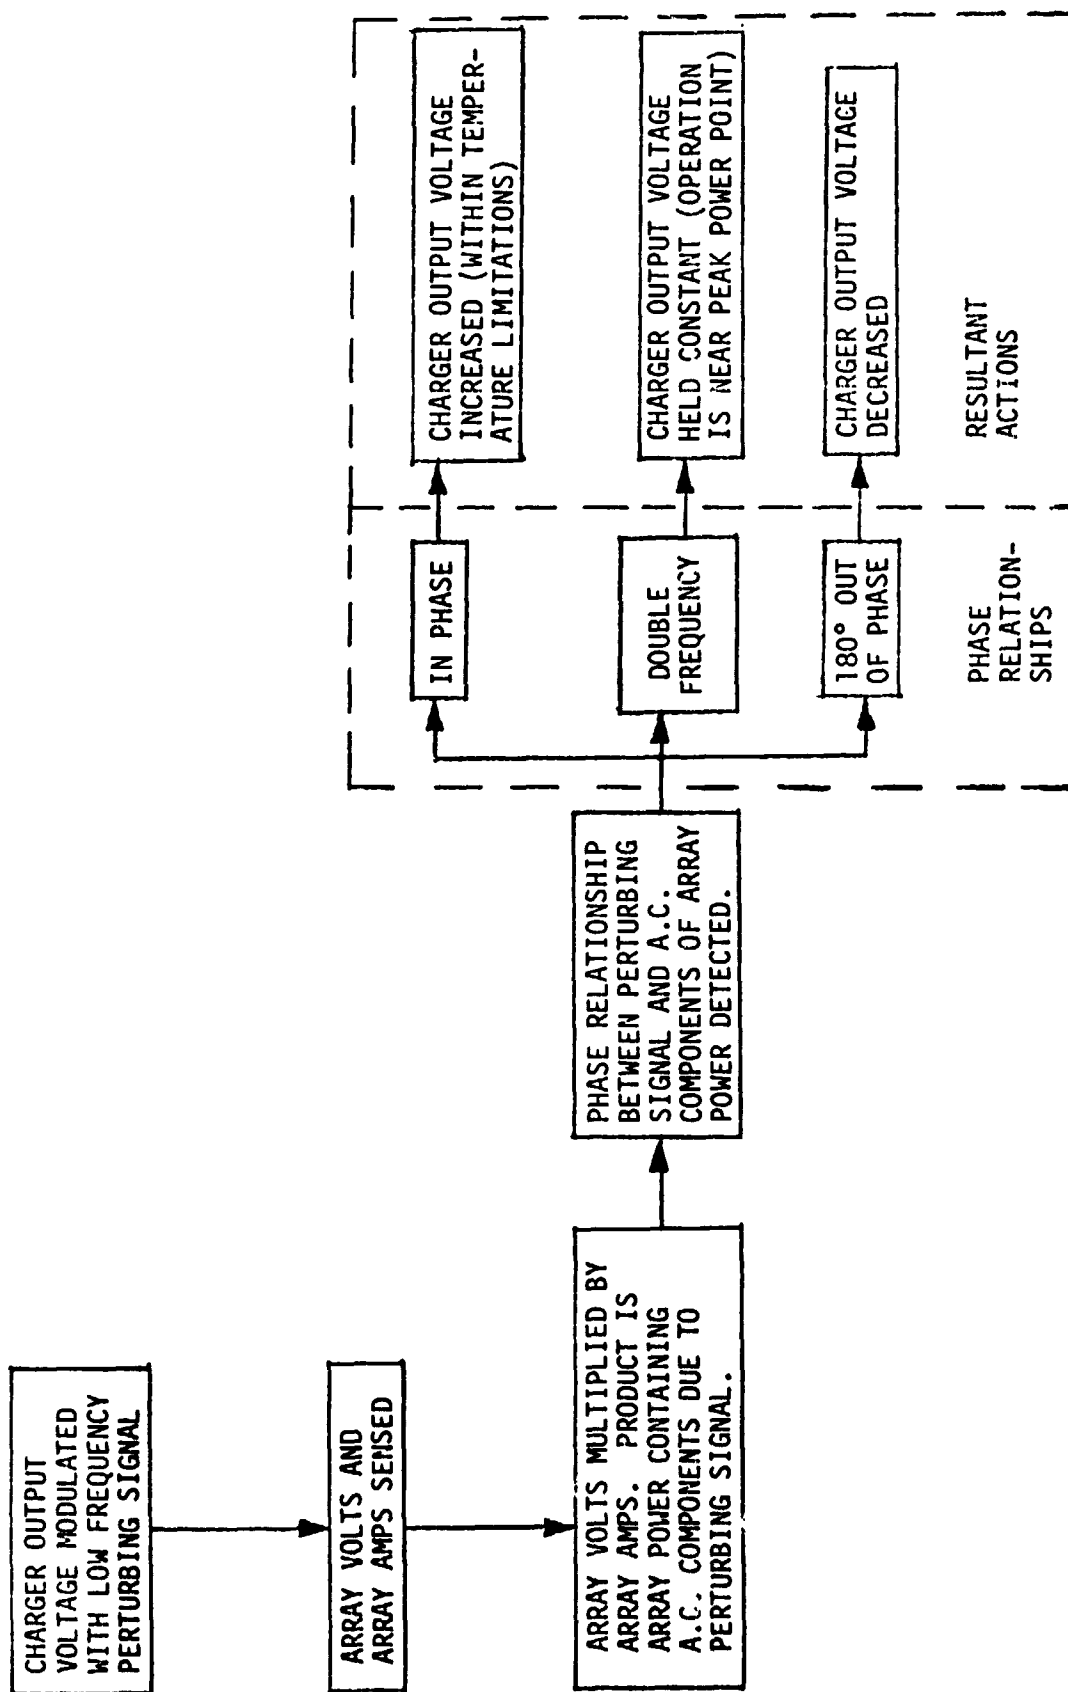 CHARGER OUTPUT
VOLTAGE MODULATED
WITH LOW FREQUENCY
PERTURBING SIGNAL
ARRAY VOLTS AND
ARRAY AMPS SENSED
ARRAY VOLTS MULTIPLIED BY
ARRAY AMPS. PRODUCT IS
ARRAY POWER CONTAINING
A.C. COMPONENTS DUE TO
PERTURBING SIGNAL.
PHASE RELATIONSHIP
BETWEEN PERTURBING
SIGNAL AND A.C.
COMPONENTS OF ARRAY
POWER DETECTED.
IN PHASE
CHARGER OUTPUT VOLTAGE
INCREASED (WITHIN TEMPER-
ATURE LIMITATIONS)
DOUBLE
FREQUENCY
CHARGER OUTPUT VOLTAGE
HELD CONSTANT (OPERATION
IS NEAR PEAK POWER POINT)
180° OUT
OF PHASE
CHARGER OUTPUT VOLTAGE
DECREASED
PHASE
RELATION-
SHIPS
RESULTANT
ACTIONS